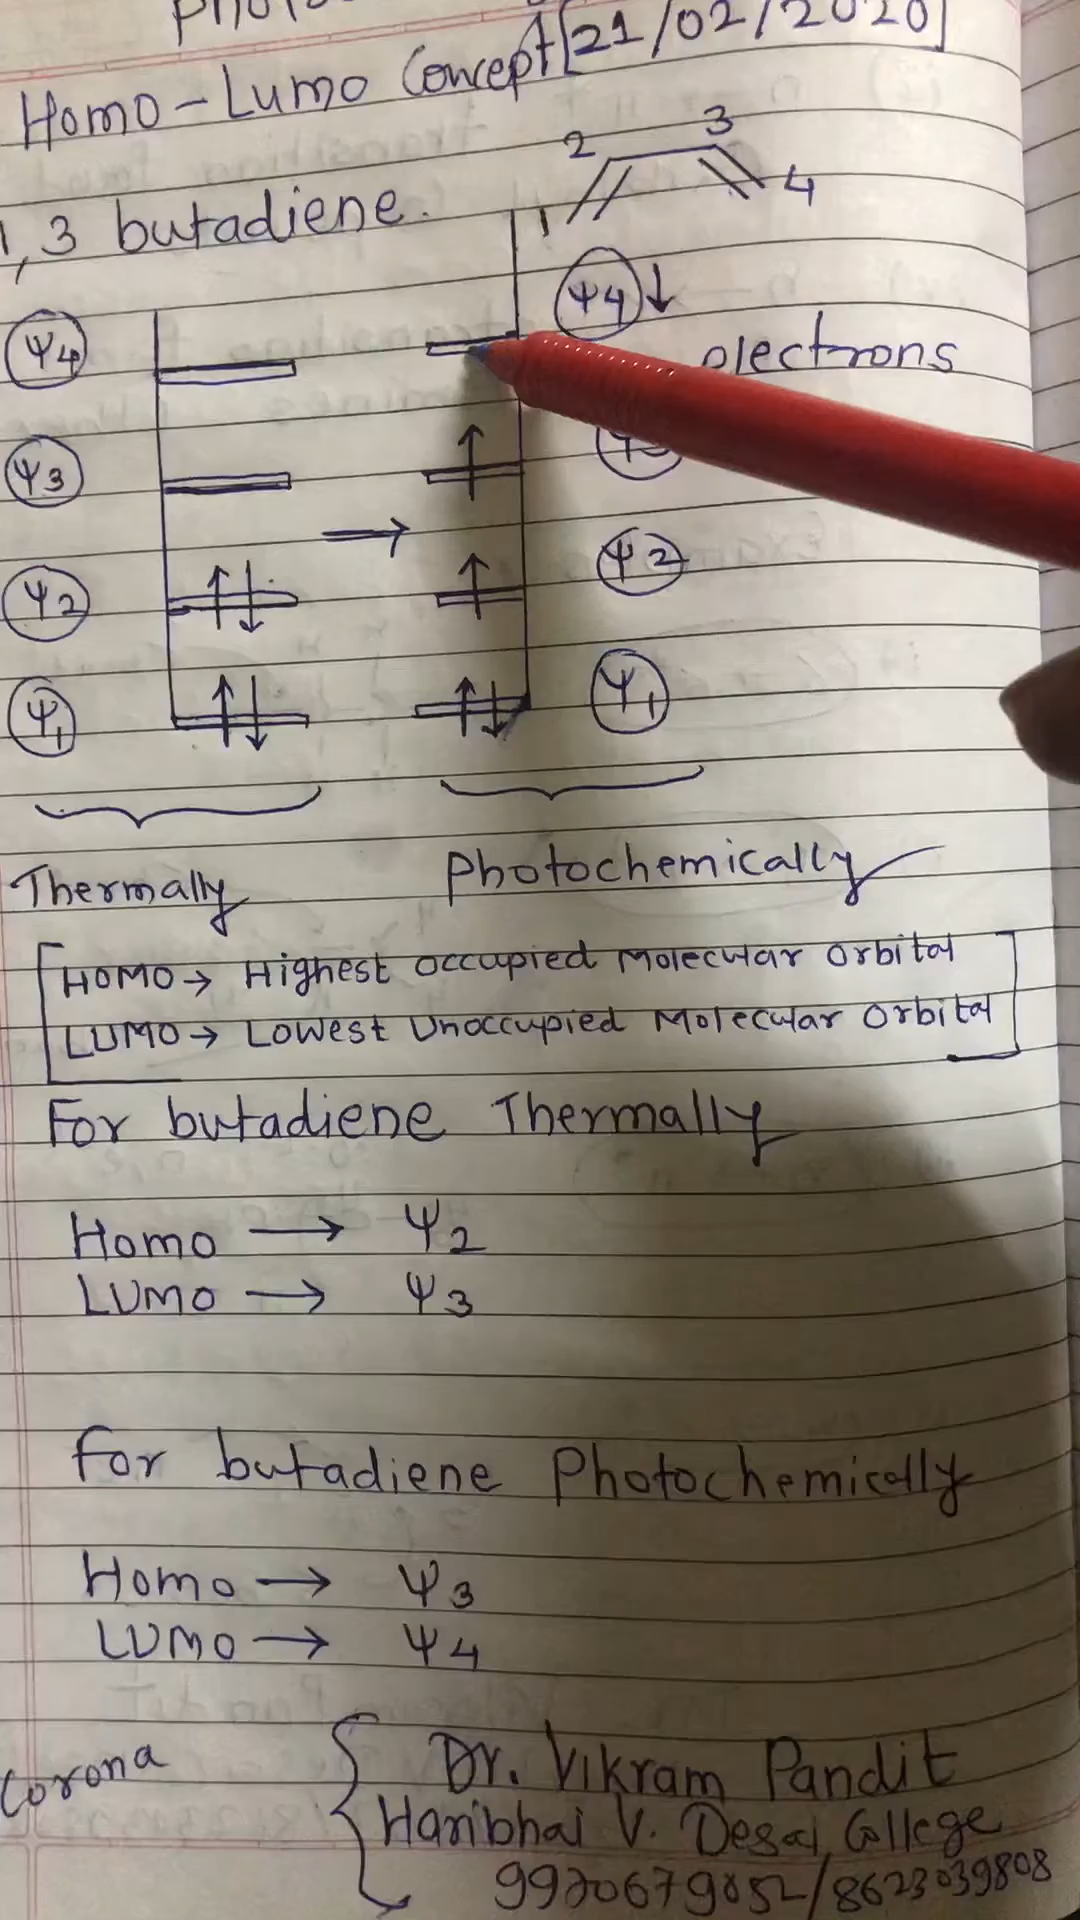 Homo - Lumo Concept [21/02/2020]
1,3 butadiene.
1 2 3 4
Ψ4 Ψ4 ↓
electrons
Ψ3
Ψ2 Ψ2
Ψ1 Ψ1
Thermally Photochemically
HOMO → Highest Occupied Molecular Orbital
LUMO → Lowest Unoccupied Molecular Orbital
For butadiene Thermally
Homo → Ψ2
LUMO → Ψ3
For butadiene Photochemically
Homo → Ψ3
LUMO → Ψ4
Corona
Dr. Vikram Pandit
Haribhai V. Desai College